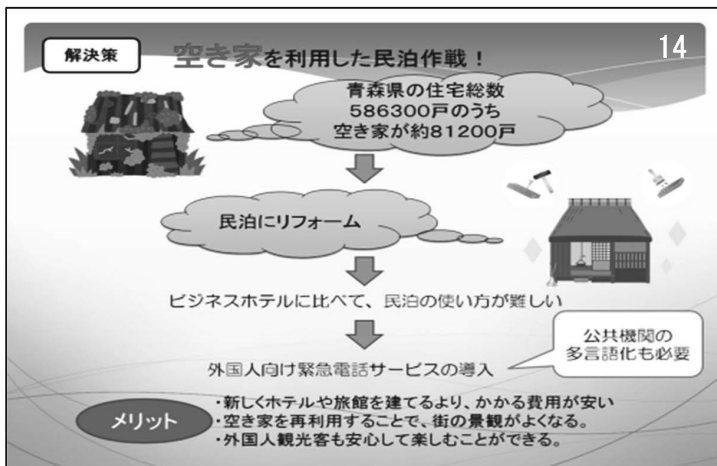 14
解決策
空き家を利用した民泊作戦！
青森県の住宅総数
586300戸のうち
空き家が約81200戸
民泊にリフォーム
ビジネスホテルに比べて、民泊の使い方が難しい
公共機関の
多言語化も必要
外国人向け緊急電話サービスの導入
メリット
・新しくホテルや旅館を建てるより、かかる費用が安い
・空き家を再利用することで、街の景観がよくなる。
・外国人観光客も安心して楽しむことができる。